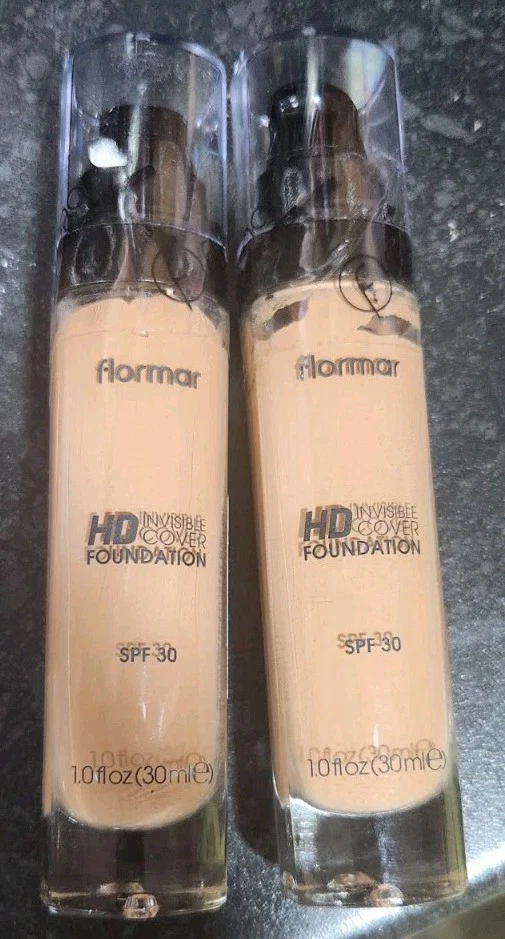 flormar
HD INVISIBLE
COVER
FOUNDATION
SPF 30
1.0 fl oz (30 ml e)
flormar
HD INVISIBLE
COVER
FOUNDATION
SPF 30
1.0 fl oz (30 ml e)